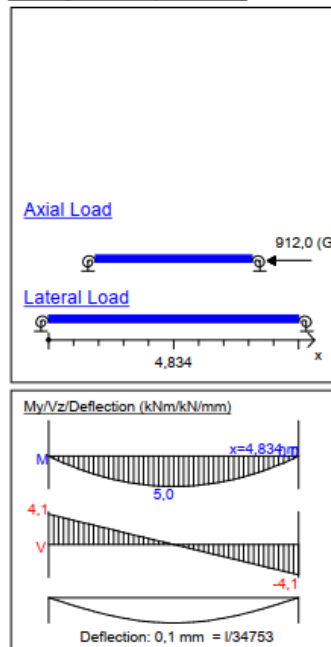 Axial Load
912,0 (G
Lateral Load
x
4,834
My/Vz/Deflection (kNm/kN/mm)
x=4,834
M
5,0
4,1
V
-4,1
Deflection: 0,1 mm = l/34753